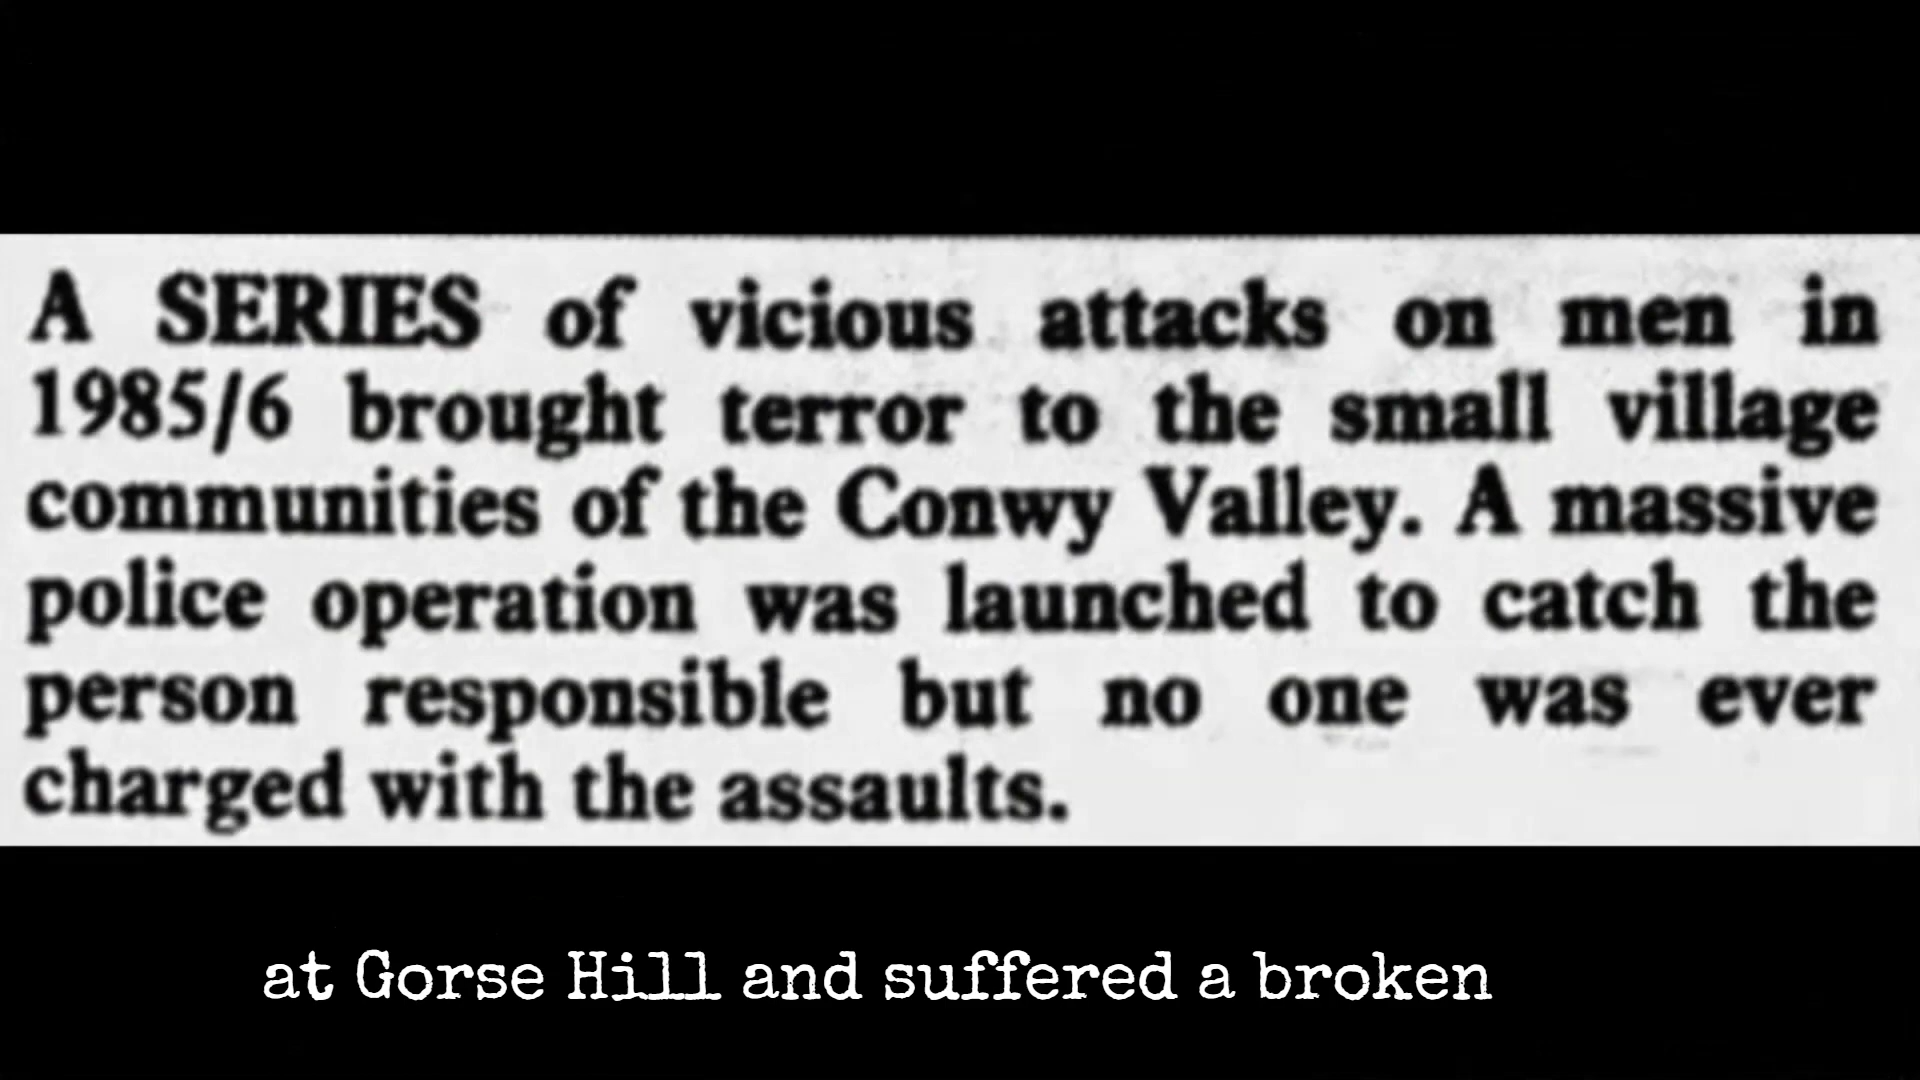 A SERIES of vicious attacks on men in
1985/6 brought terror to the small village
communities of the Conwy Valley. A massive
police operation was launched to catch the
person responsible but no one was ever
charged with the assaults.
at Gorse Hill and suffered a broken